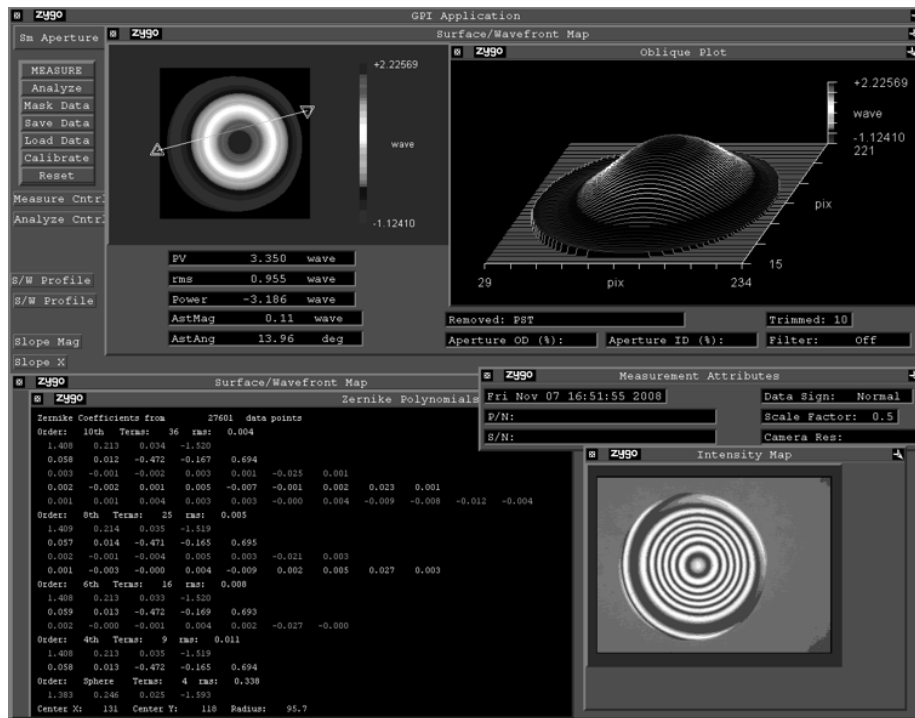 zygo GPI Application
Sm Aperture
zygo Surface/Wavefront Map
MEASURE
Analyze
Mask Data
Save Data
Load Data
Calibrate
Reset
Measure Cntrl
Analyze Cntrl
S/W Profile
S/W Profile
Slope Mag
Slope X
+2.22569
wave
-1.12410
PV 3.350 wave
rms 0.955 wave
Power -3.186 wave
AstMag 0.11 wave
AstAng 13.96 deg
zygo Oblique Plot
+2.22569
wave
-1.12410
221
pix
15
29 pix 234
Removed: PST Trimmed: 10
Aperture OD (%): Aperture ID (%): Filter: Off
zygo Surface/Wavefront Map
zygo Zernike Polynomials
Zernike Coefficients from 27601 data points
Order: 10th Terms: 36 rms: 0.004
1.408 0.213 0.034 -1.520
0.058 0.012 -0.472 -0.167 0.694
0.003 -0.001 -0.002 0.003 0.001 -0.025 0.001
0.002 -0.002 0.001 0.005 -0.007 -0.001 0.002 0.023 0.001
0.001 0.001 0.004 0.003 0.003 -0.000 0.004 -0.009 -0.008 -0.012 -0.004
Order: 8th Terms: 25 rms: 0.005
1.409 0.214 0.035 -1.519
0.057 0.014 -0.471 -0.165 0.695
0.002 -0.001 -0.004 0.005 0.003 -0.021 0.003
0.001 -0.003 -0.000 0.004 -0.009 0.002 0.005 0.027 0.003
Order: 6th Terms: 16 rms: 0.008
1.408 0.213 0.033 -1.520
0.059 0.013 -0.472 -0.169 0.693
0.002 -0.000 -0.001 0.004 0.002 -0.027 -0.000
Order: 4th Terms: 9 rms: 0.011
1.408 0.213 0.035 -1.519
0.058 0.013 -0.472 -0.165 0.694
Order: Sphere Terms: 4 rms: 0.338
1.383 0.246 0.025 -1.593
Center X: 131 Center Y: 118 Radius: 95.7
zygo Measurement Attributes
Fri Nov 07 16:51:55 2008 Data Sign: Normal
P/N: Scale Factor: 0.5
S/N: Camera Res:
zygo Intensity Map